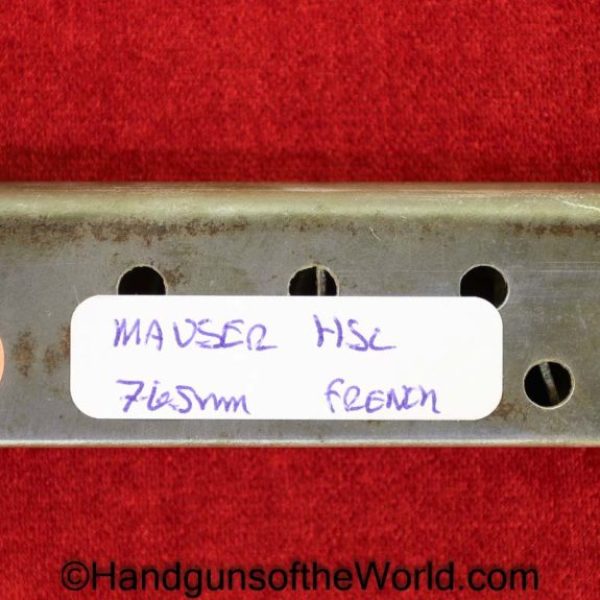 MAUSER HSC
7.65mm FRENCH
©HandgunsoftheWorld.com